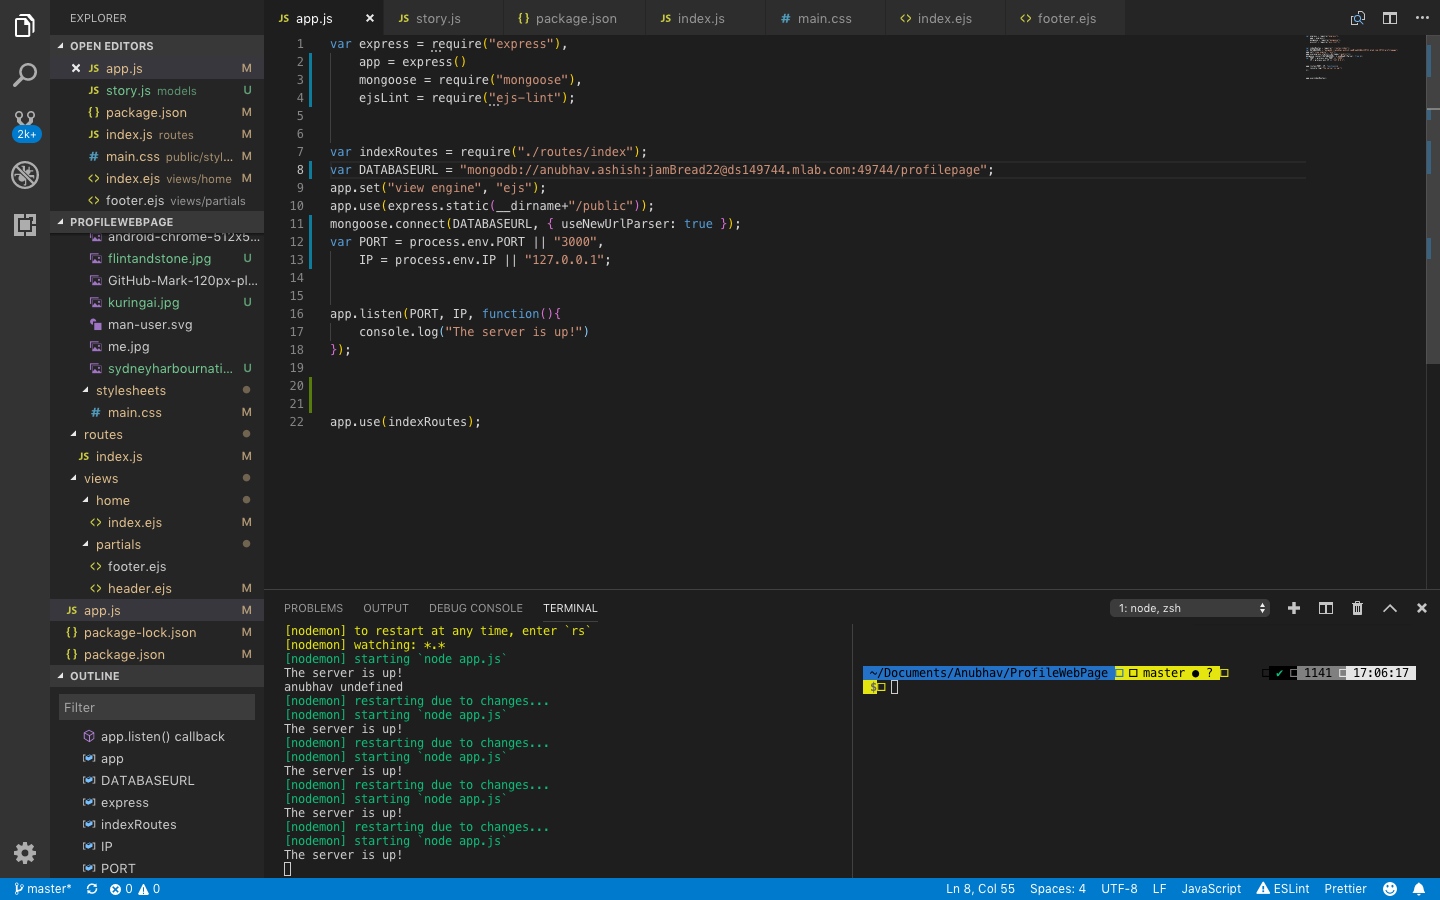 EXPLORER
OPEN EDITORS
JS app.js M
JS story.js models U
{} package.json M
JS index.js routes M
# main.css public/styl... M
<> index.ejs views/home M
<> footer.ejs views/partials
PROFILEWEBPAGE
android-chrome-512x5...
flintandstone.jpg U
GitHub-Mark-120px-pl...
kuringai.jpg U
man-user.svg
me.jpg
sydneyharbournati... U
stylesheets
# main.css M
routes
JS index.js M
views
home
<> index.ejs M
partials
<> footer.ejs
<> header.ejs M
JS app.js M
{} package-lock.json M
{} package.json M
OUTLINE
Filter
app.listen() callback
app
DATABASEURL
express
indexRoutes
IP
PORT
2k+
JS app.js
JS story.js
{} package.json
JS index.js
# main.css
<> index.ejs
<> footer.ejs
1 var express = require("express"),
2 app = express()
3 mongoose = require("mongoose"),
4 ejsLint = require("ejs-lint");
5
6
7 var indexRoutes = require("./routes/index");
8 var DATABASEURL = "mongodb://anubhav.ashish:jamBread22@ds149744.mlab.com:49744/profilepage";
9 app.set("view engine", "ejs");
10 app.use(express.static(__dirname+"/public"));
11 mongoose.connect(DATABASEURL, { useNewUrlParser: true });
12 var PORT = process.env.PORT || "3000",
13 IP = process.env.IP || "127.0.0.1";
14
15
16 app.listen(PORT, IP, function(){
17 console.log("The server is up!")
18 });
19
20
21
22 app.use(indexRoutes);
PROBLEMS OUTPUT DEBUG CONSOLE TERMINAL
1: node, zsh
[nodemon] to restart at any time, enter `rs`
[nodemon] watching: *.*
[nodemon] starting `node app.js`
The server is up!
anubhav undefined
[nodemon] restarting due to changes...
[nodemon] starting `node app.js`
The server is up!
[nodemon] restarting due to changes...
[nodemon] starting `node app.js`
The server is up!
[nodemon] restarting due to changes...
[nodemon] starting `node app.js`
The server is up!
[nodemon] restarting due to changes...
[nodemon] starting `node app.js`
The server is up!
~/Documents/Anubhav/ProfileWebPage master ● ? ✔ 1141 17:06:17
$
master* 0 0
Ln 8, Col 55 Spaces: 4 UTF-8 LF JavaScript ESLint Prettier